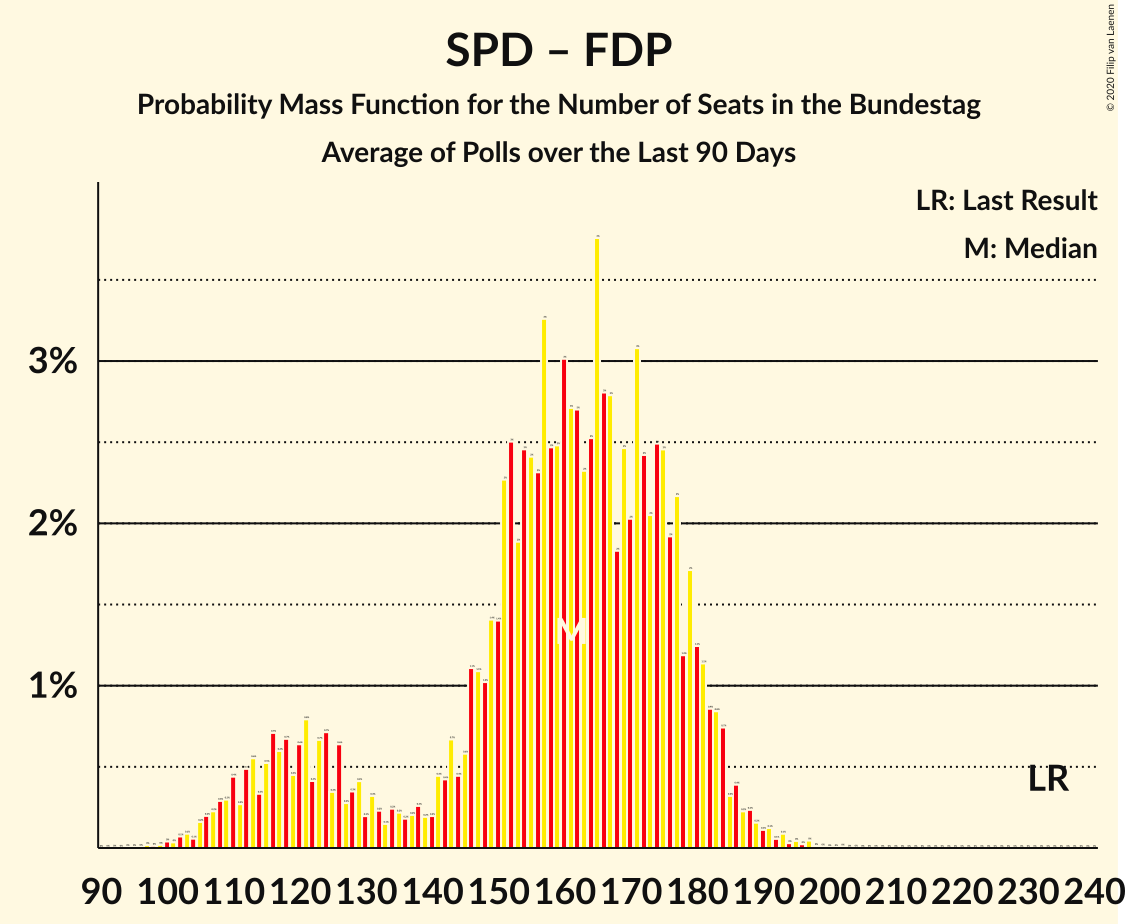 SPD – FDP
Probability Mass Function for the Number of Seats in the Bundestag
Average of Polls over the Last 90 Days
© 2020 Filip van Laenen
LR: Last Result
M: Median
3%
2%
1%
M
LR
90 100 110 120 130 140 150 160 170 180 190 200 210 220 230 240